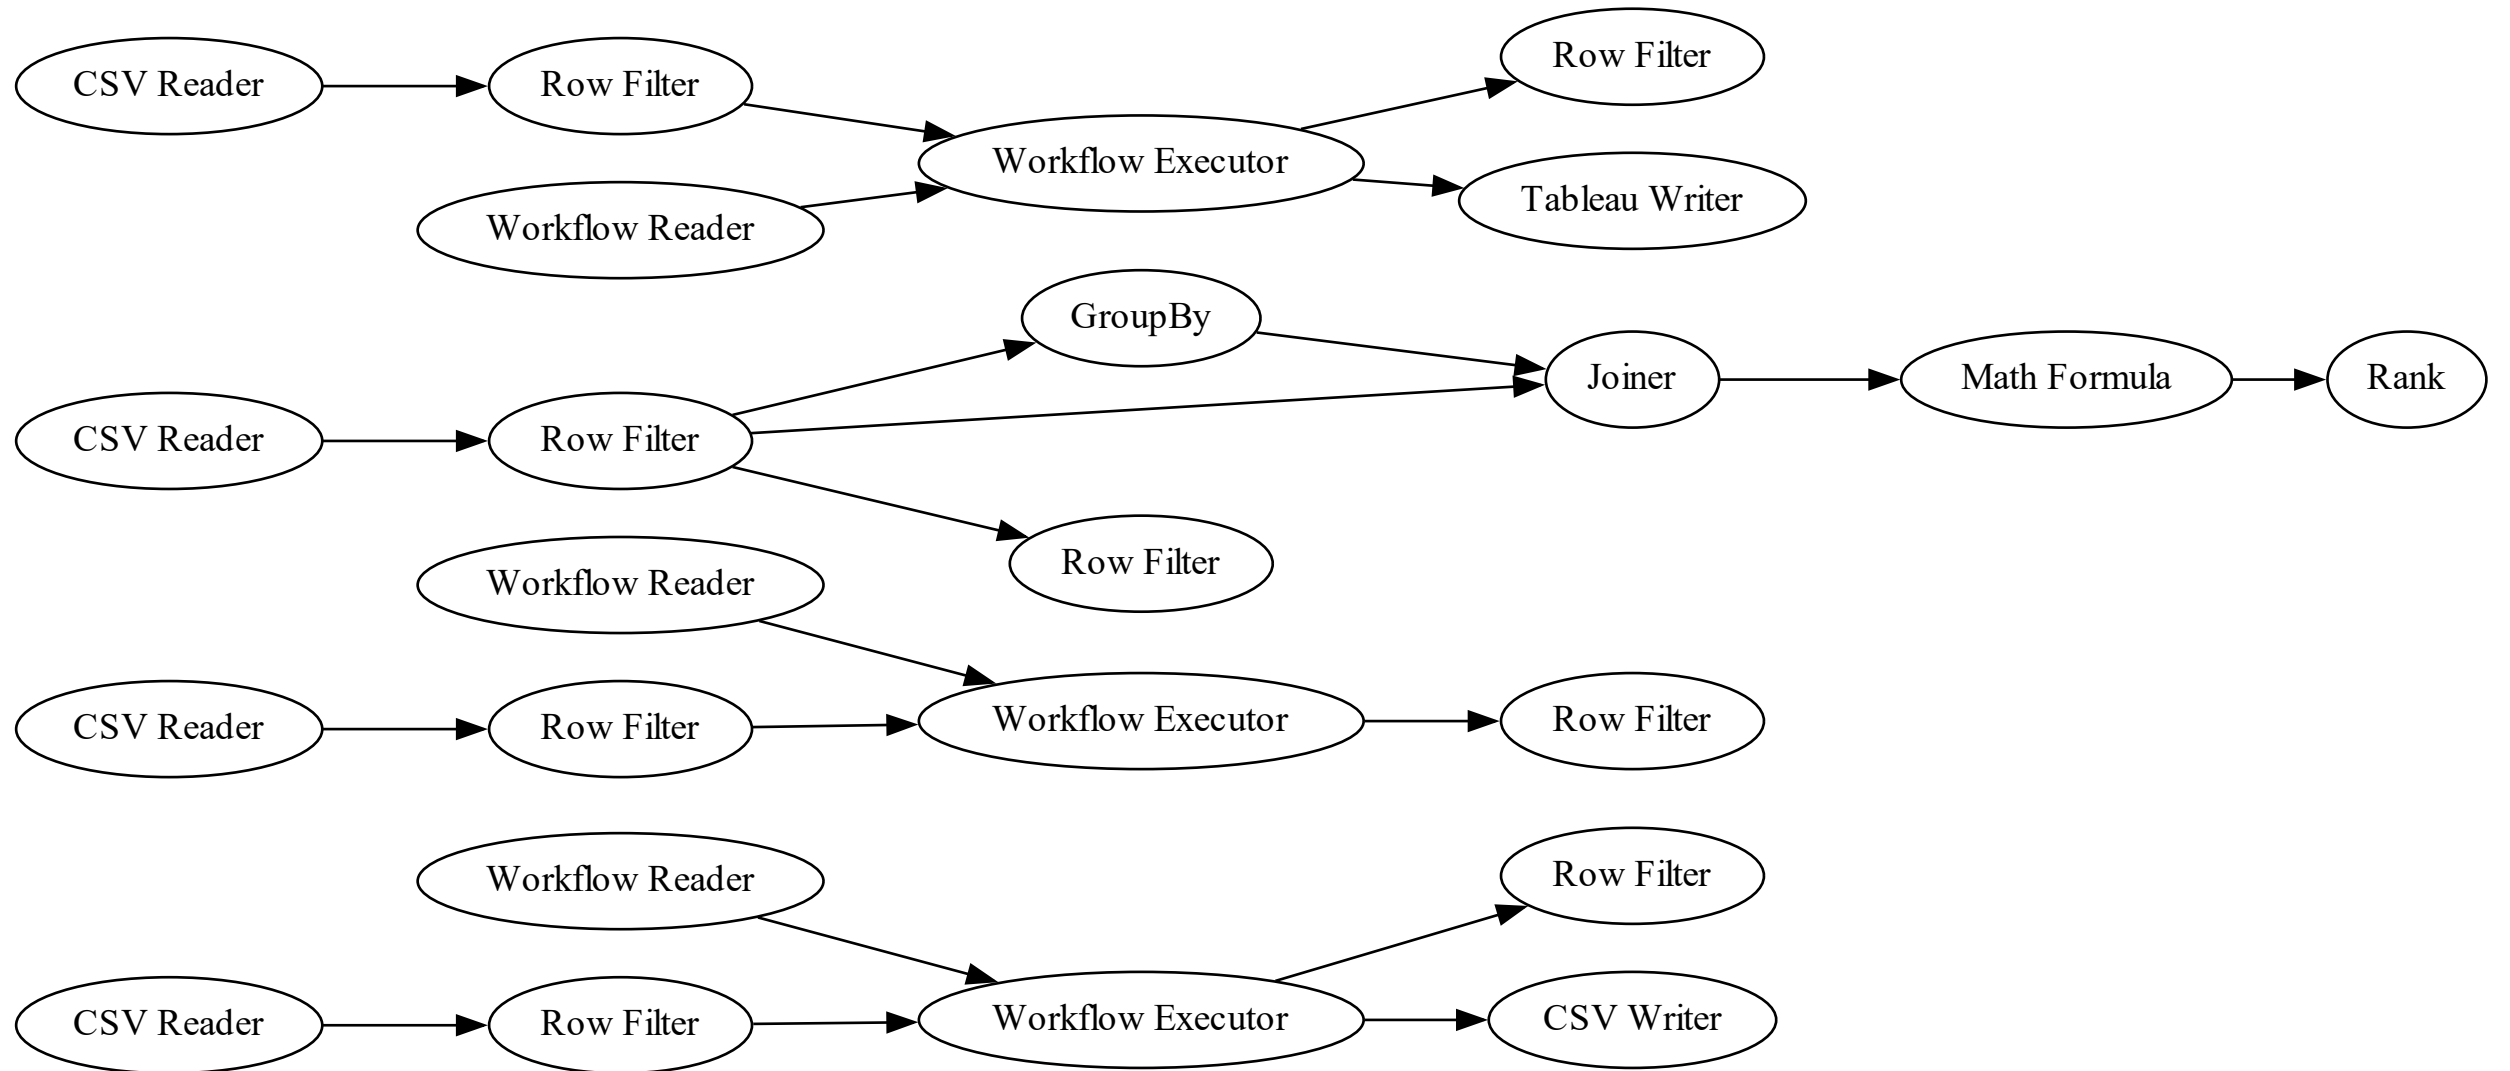 CSV Reader
Row Filter
Workflow Reader
Workflow Executor
Row Filter
Tableau Writer
CSV Reader
Row Filter
GroupBy
Joiner
Math Formula
Rank
Row Filter
Workflow Reader
CSV Reader
Row Filter
Workflow Executor
Row Filter
Workflow Reader
CSV Reader
Row Filter
Workflow Executor
Row Filter
CSV Writer